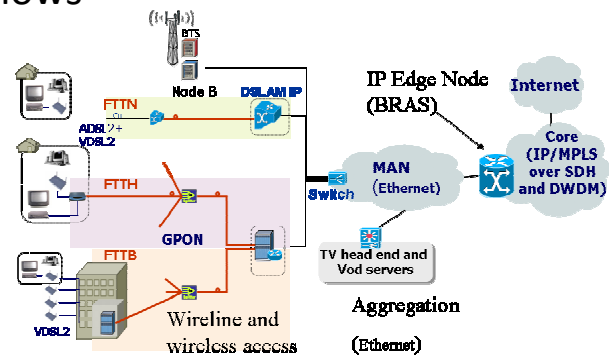 BTS
Node B
DSLAM IP
FTTN
Cu
ADSL2+
VDSL2
FTTH
GPON
FTTB
VDSL2
Wireline and
wireless access
Switch
MAN
(Ethernet)
IP Edge Node
(BRAS)
Internet
Core
(IP/MPLS
over SDH
and DWDM)
TV head end and
Vod servers
Aggregation
(Ethernet)